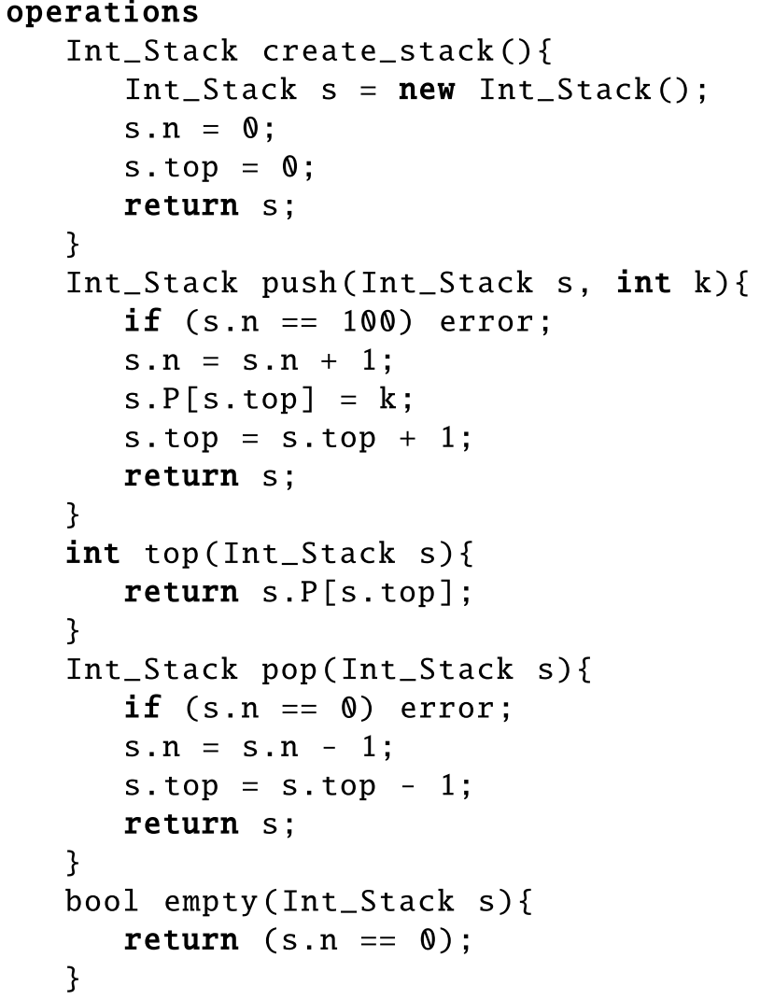 operations
Int_Stack create_stack(){
Int_Stack s = new Int_Stack();
s.n = 0;
s.top = 0;
return s;
}
Int_Stack push(Int_Stack s, int k){
if (s.n == 100) error;
s.n = s.n + 1;
s.P[s.top] = k;
s.top = s.top + 1;
return s;
}
int top(Int_Stack s){
return s.P[s.top];
}
Int_Stack pop(Int_Stack s){
if (s.n == 0) error;
s.n = s.n - 1;
s.top = s.top - 1;
return s;
}
bool empty(Int_Stack s){
return (s.n == 0);
}